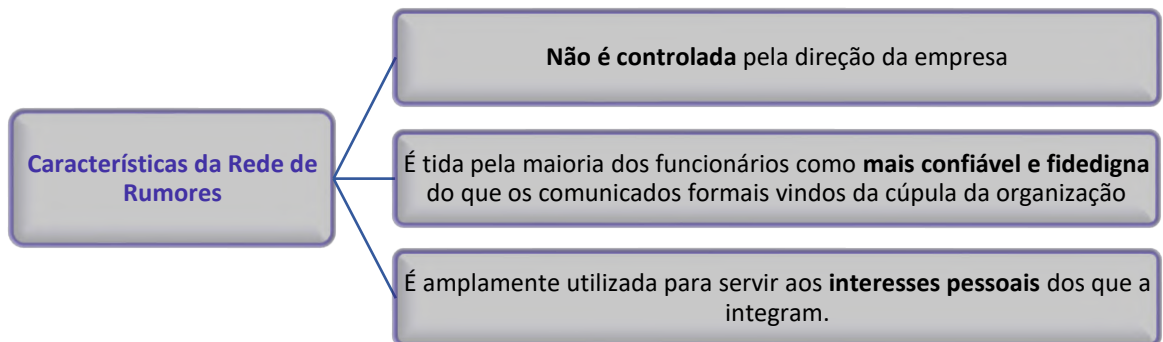 Não é controlada pela direção da empresa
Características da Rede de
Rumores
É tida pela maioria dos funcionários como mais confiável e fidedigna
do que os comunicados formais vindos da cúpula da organização
É amplamente utilizada para servir aos interesses pessoais dos que a
integram.